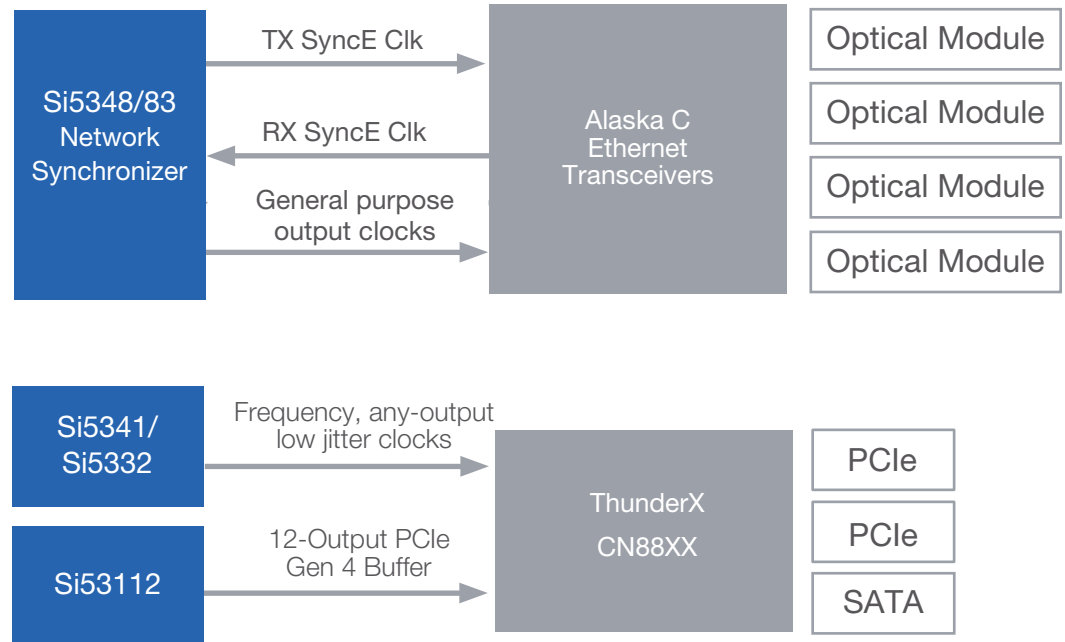 TX SyncE Clk
Si5348/83
Network
Synchronizer
RX SyncE Clk
General purpose
output clocks
Alaska C
Ethernet
Transceivers
Optical Module
Optical Module
Optical Module
Optical Module
Si5341/
Si5332
Frequency, any-output
low jitter clocks
Si53112
12-Output PCIe
Gen 4 Buffer
ThunderX
CN88XX
PCIe
PCIe
SATA